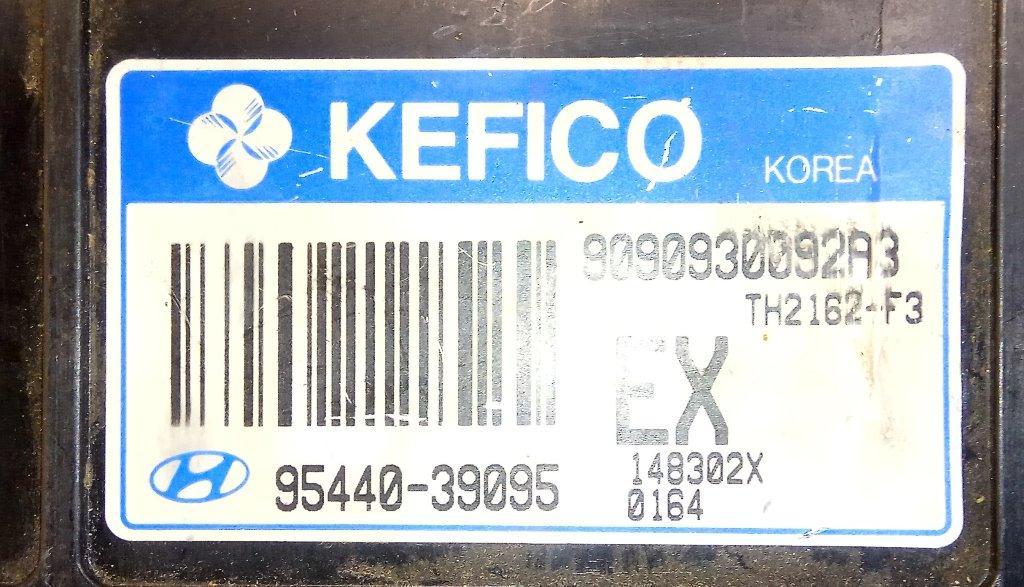 KEFICO
KOREA
9090930092A3
TH2162-F3
EX
95440-39095
148302X
0164